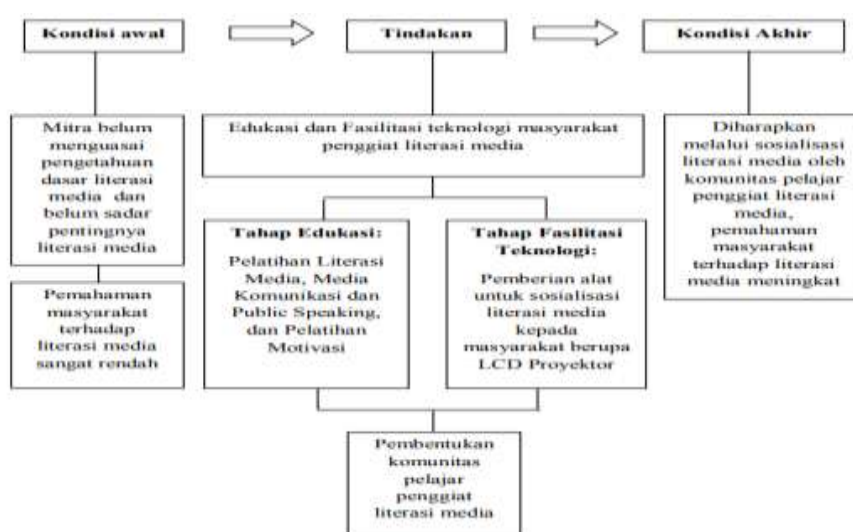 Kondisi awal
Tindakan
Kondisi Akhir
Mitra belum
menguasai
pengetahuan
dasar literasi
media dan
belum sadar
pentingnya
literasi media
Pemahaman
masyarakat
terhadap
literasi media
sangat rendah
Edukasi dan Fasilitasi teknologi masyarakat
penggiat literasi media
Tahap Edukasi:
Pelatihan Literasi
Media, Media
Komunikasi dan
Public Speaking,
dan Pelatihan
Motivasi
Tahap Fasilitasi
Teknologi:
Pemberian alat
untuk sosialisasi
literasi media
kepada
masyarakat berupa
LCD Proyektor
Pembentukan
komunitas
pelajar
penggiat
literasi media
Diharapkan
melalui sosialisasi
literasi media oleh
komunitas pelajar
penggiat literasi
media,
pemahaman
masyarakat
terhadap literasi
media meningkat